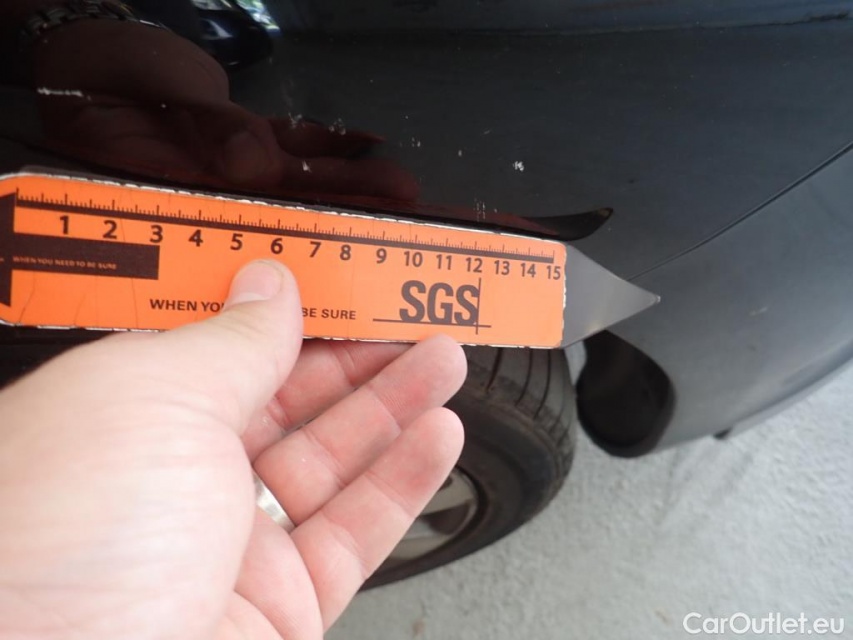 1 2 3 4 5 6 7 8 9 10 11 12 13 14 15
WHEN YOU NEED TO BE SURE
WHEN YO BE SURE
SGS
CarOutlet.eu